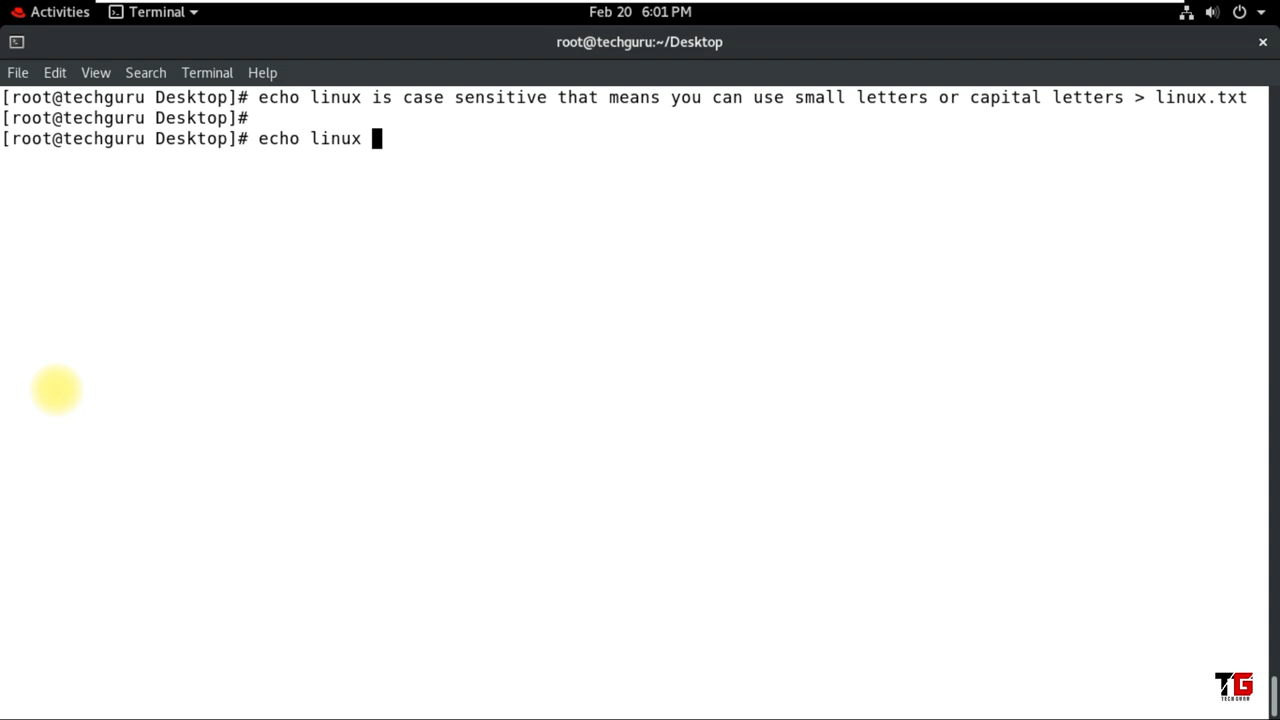 Activities Terminal Feb 20 6:01 PM
root@techguru:~/Desktop ×
File Edit View Search Terminal Help
[root@techguru Desktop]# echo linux is case sensitive that means you can use small letters or capital letters > linux.txt
[root@techguru Desktop]#
[root@techguru Desktop]# echo linux
TG
TECH GURU